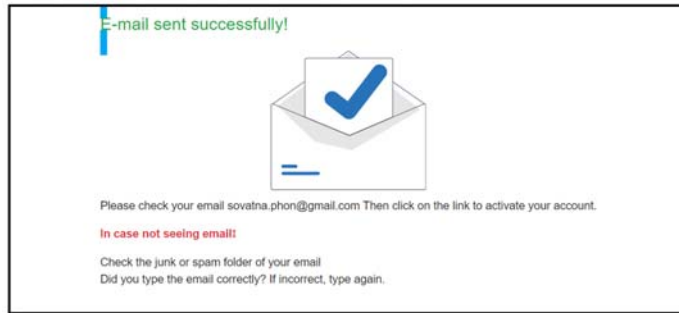 E-mail sent successfully!
Please check your email sovatna.phon@gmail.com Then click on the link to activate your account.
In case not seeing email!
Check the junk or spam folder of your email
Did you type the email correctly? If incorrect, type again.